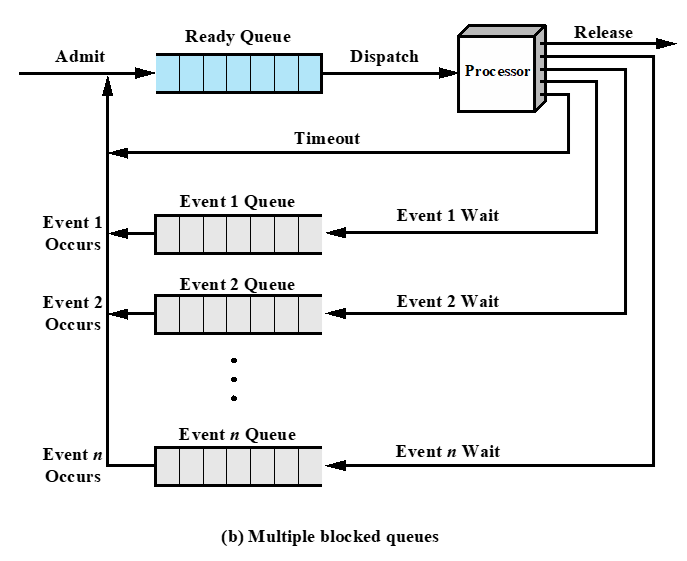 Ready Queue
Release
Admit
Dispatch
Processor
Timeout
Event 1 Queue
Event 1 Wait
Event 1
Occurs
Event 2 Queue
Event 2 Wait
Event 2
Occurs
Event n Queue
Event n Wait
Event n
Occurs
(b) Multiple blocked queues